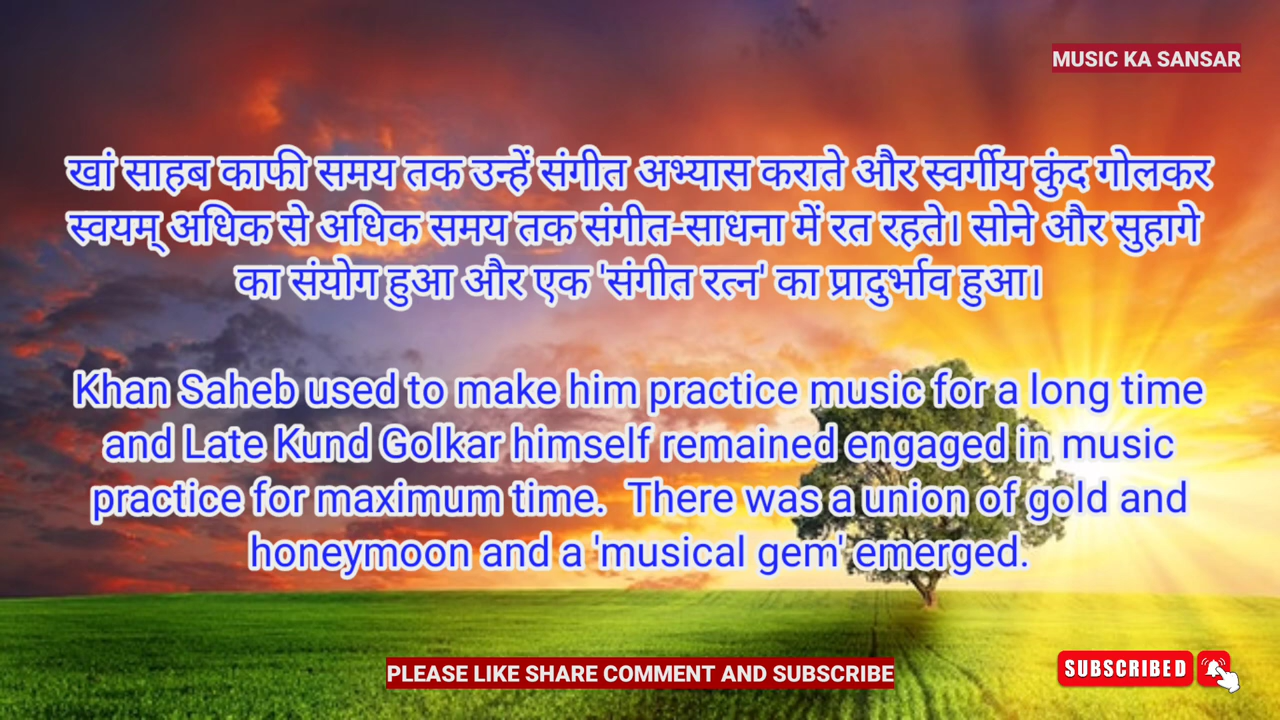 MUSIC KA SANSAR
खां साहब काफी समय तक उन्हें संगीत अभ्यास कराते और स्वर्गीय कुंद गोलकर
स्वयम् अधिक से अधिक समय तक संगीत-साधना में रत रहते। सोने और सुहागे
का संयोग हुआ और एक 'संगीत रत्न' का प्रादुर्भाव हुआ।
Khan Saheb used to make him practice music for a long time
and Late Kund Golkar himself remained engaged in music
practice for maximum time.  There was a union of gold and
honeymoon and a 'musical gem' emerged.
PLEASE LIKE SHARE COMMENT AND SUBSCRIBE
SUBSCRIBED